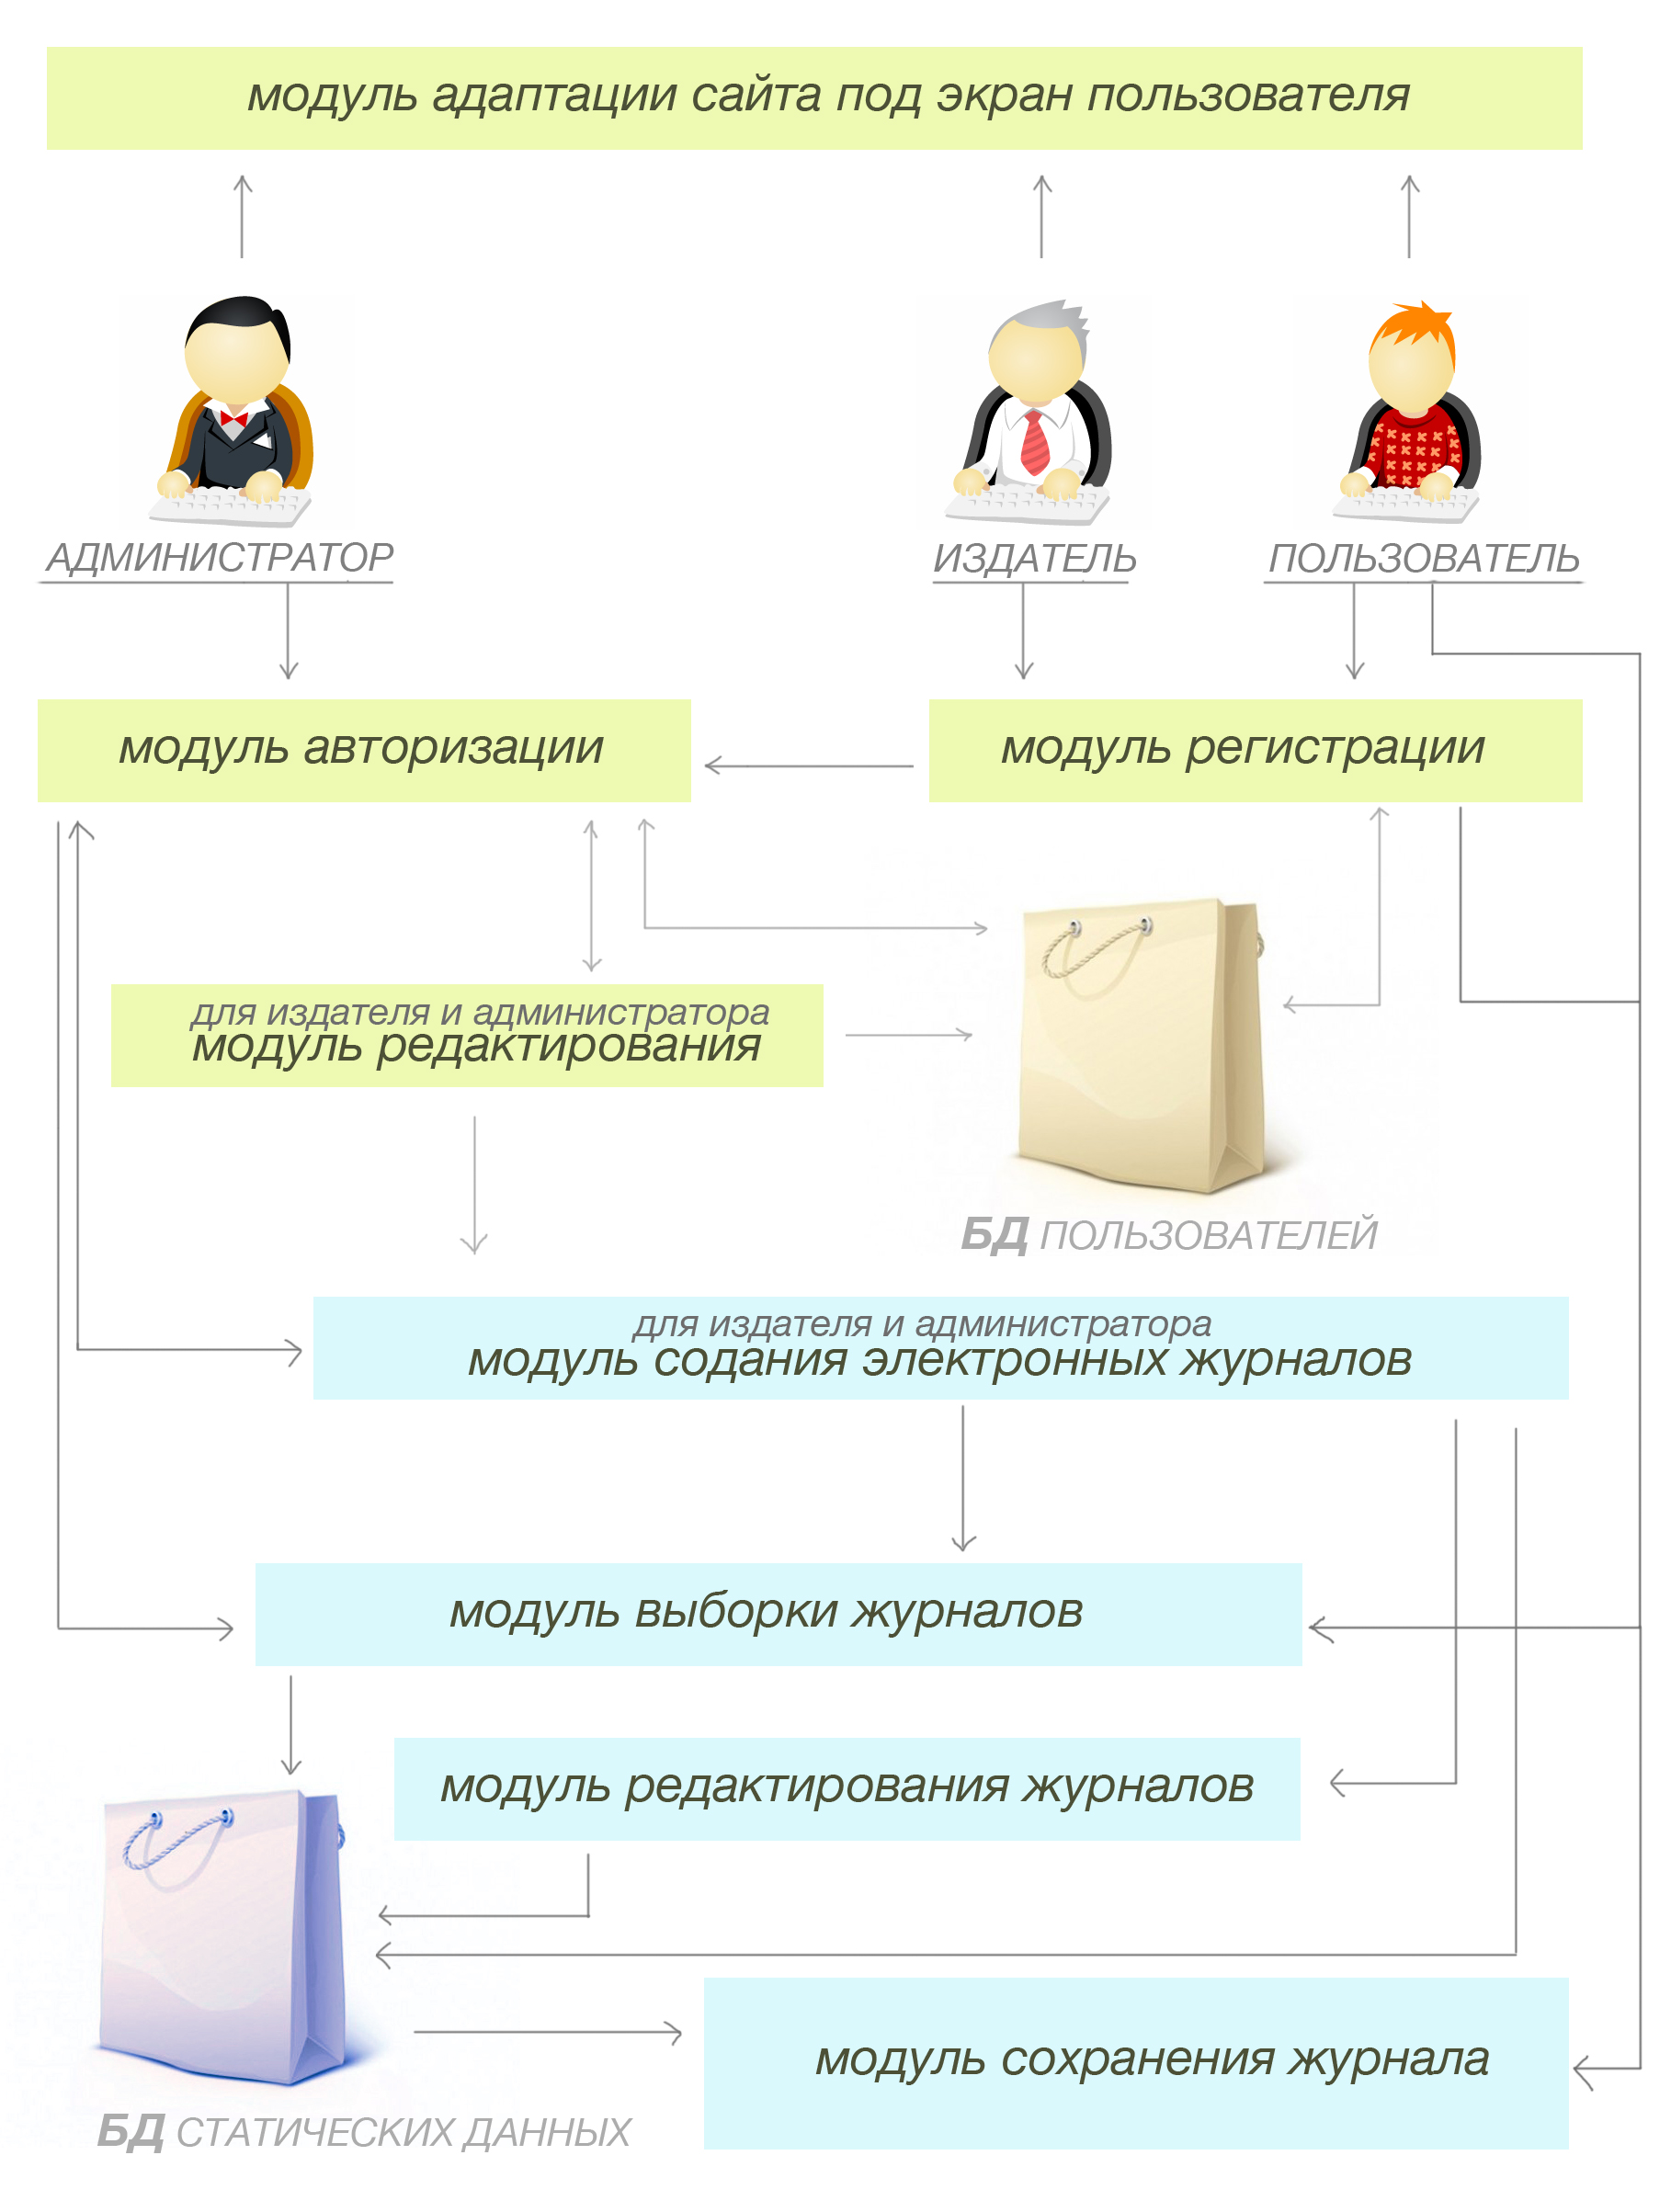 модуль адаптации сайта под экран пользователя
АДМИНИСТРАТОР
ИЗДАТЕЛЬ
ПОЛЬЗОВАТЕЛЬ
модуль авторизации
модуль регистрации
для издателя и администратора
модуль редактирования
БД ПОЛЬЗОВАТЕЛЕЙ
для издателя и администратора
модуль содания электронных журналов
модуль выборки журналов
модуль редактирования журналов
модуль сохранения журнала
БД СТАТИЧЕСКИХ ДАННЫХ